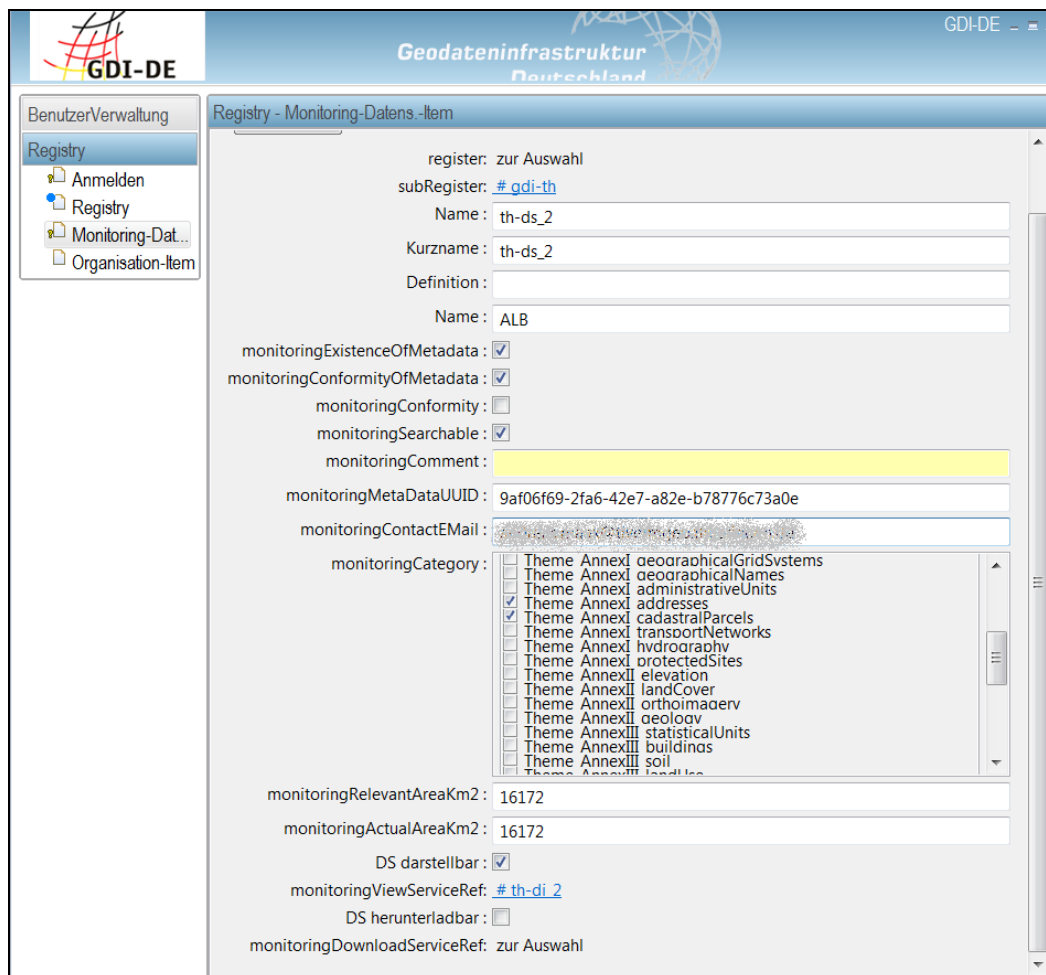 GDI-DE
Geodateninfrastruktur
Deutschland
GDI-DE
BenutzerVerwaltung
Registry
Anmelden
Registry
Monitoring-Dat...
Organisation-Item
Registry - Monitoring-Datens.-Item
register: zur Auswahl
subRegister: # gdi-th
Name : th-ds_2
Kurzname : th-ds_2
Definition :
Name : ALB
monitoringExistenceOfMetadata :
monitoringConformityOfMetadata :
monitoringConformity :
monitoringSearchable :
monitoringComment :
monitoringMetaDataUUID : 9af06f69-2fa6-42e7-a82e-b78776c73a0e
monitoringContactEMail :
monitoringCategory :
Theme AnnexI geographicalGridSystems
Theme AnnexI geographicalNames
Theme AnnexI administrativeUnits
Theme AnnexI addresses
Theme AnnexI cadastralParcels
Theme AnnexI transportNetworks
Theme AnnexI hydrography
Theme AnnexI protectedSites
Theme AnnexII elevation
Theme AnnexII landCover
Theme AnnexII orthoimagery
Theme AnnexII geology
Theme AnnexIII statisticalUnits
Theme AnnexIII buildings
Theme AnnexIII soil
Theme AnnexIII landUse
monitoringRelevantAreaKm2 : 16172
monitoringActualAreaKm2 : 16172
DS darstellbar :
monitoringViewServiceRef: # th-di_2
DS herunterladbar :
monitoringDownloadServiceRef: zur Auswahl